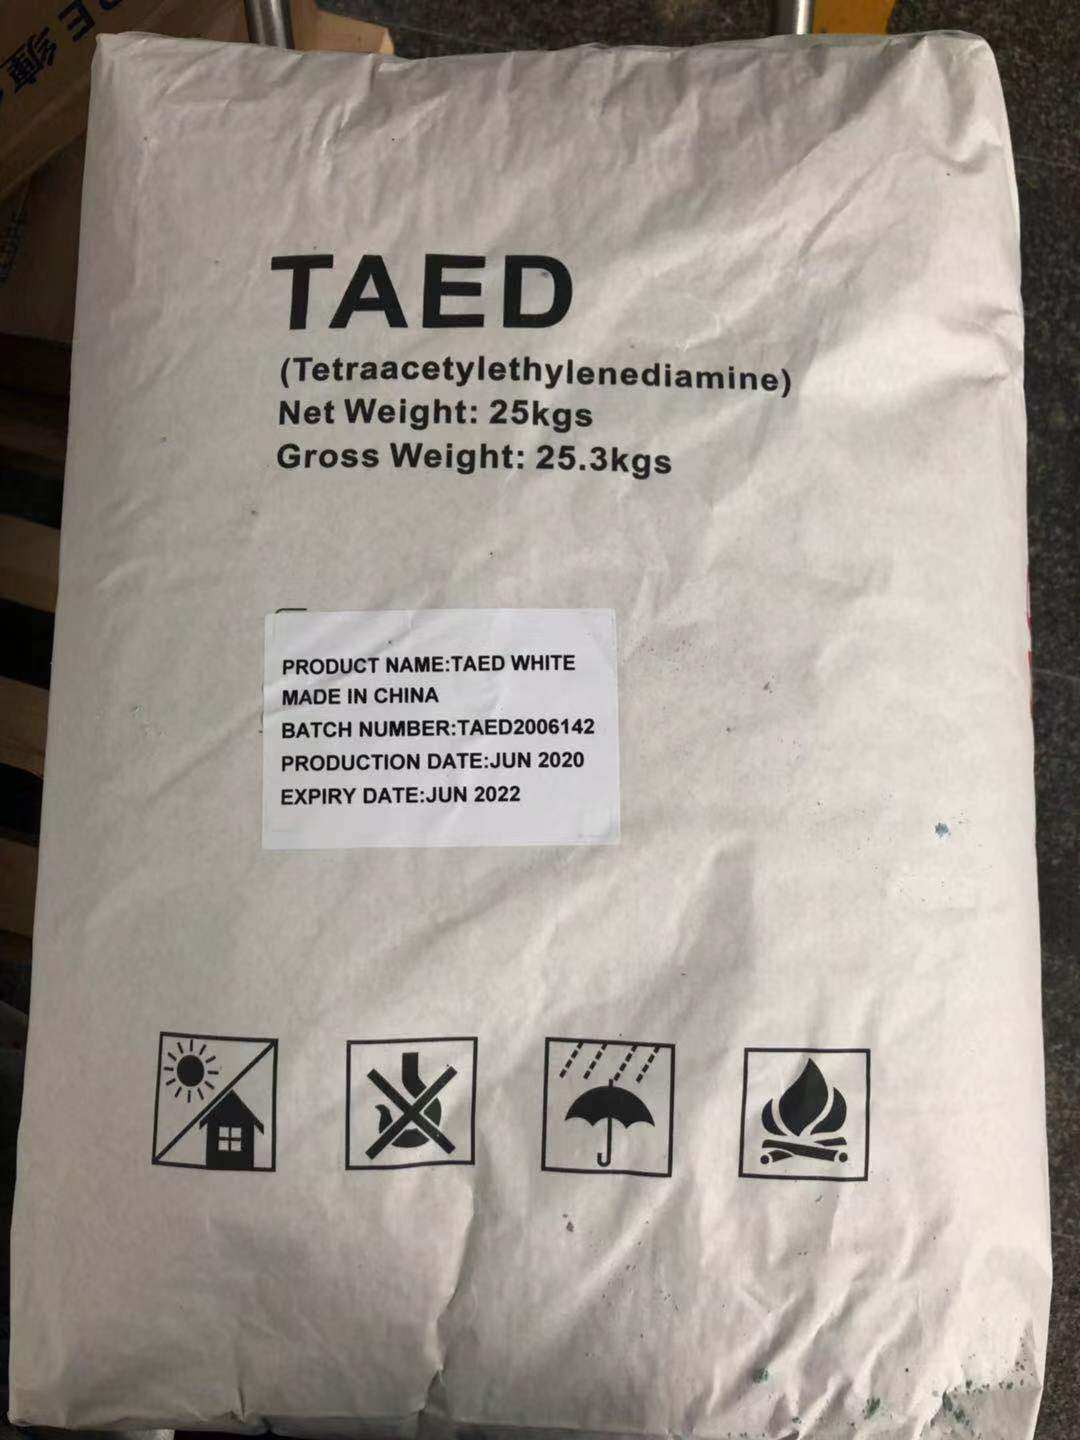 TAED
(Tetraacetylethylenediamine)
Net Weight: 25kgs
Gross Weight: 25.3kgs
PRODUCT NAME:TAED WHITE
MADE IN CHINA
BATCH NUMBER:TAED2006142
PRODUCTION DATE:JUN 2020
EXPIRY DATE:JUN 2022